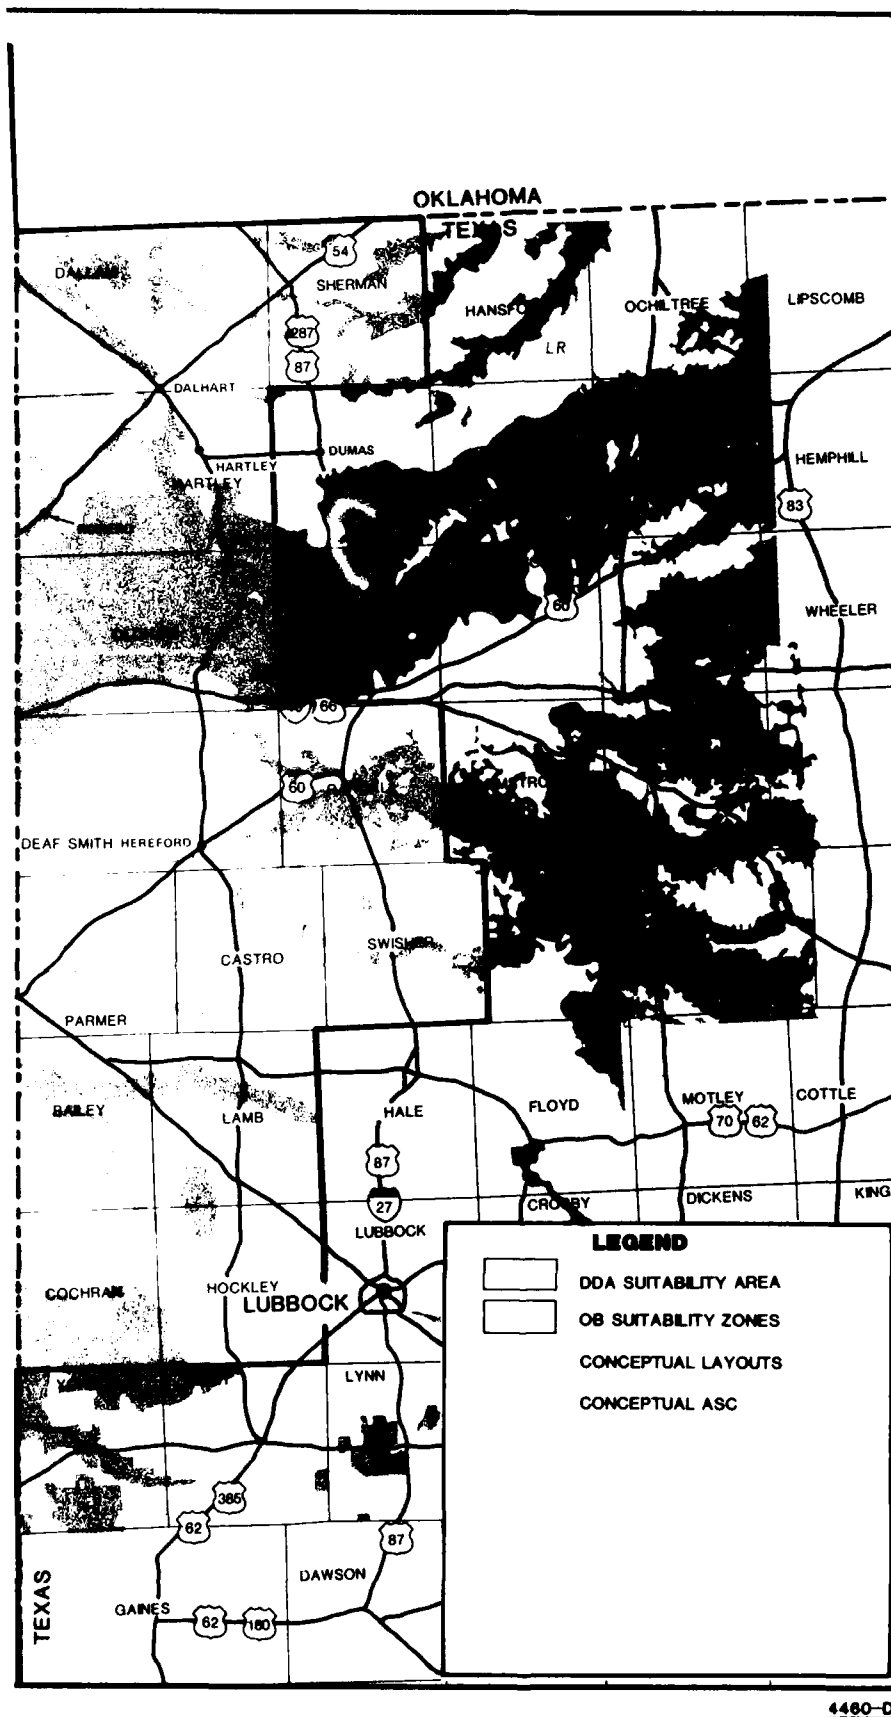 OKLAHOMA
TEXAS
54
SHERMAN
HANSFO
OCHILTREE
LIPSCOMB
287
87
LR
DALHART
DUMAS
HARTLEY
HARTLEY
HEMPHILL
83
60
WHEELER
66
60
DEAF SMITH HEREFORD
CASTRO
SWISHER
PARMER
BAILEY
LAMB
HALE
FLOYD
MOTLEY
COTTLE
70
62
87
27
CROSBY
DICKENS
KING
LUBBOCK
COCHRAN
HOCKLEY
LUBBOCK
LEGEND
DDA SUITABILITY AREA
OB SUITABILITY ZONES
CONCEPTUAL LAYOUTS
CONCEPTUAL ASC
LYNN
385
62
87
DAWSON
GAINES
62
180
TEXAS
4460-D